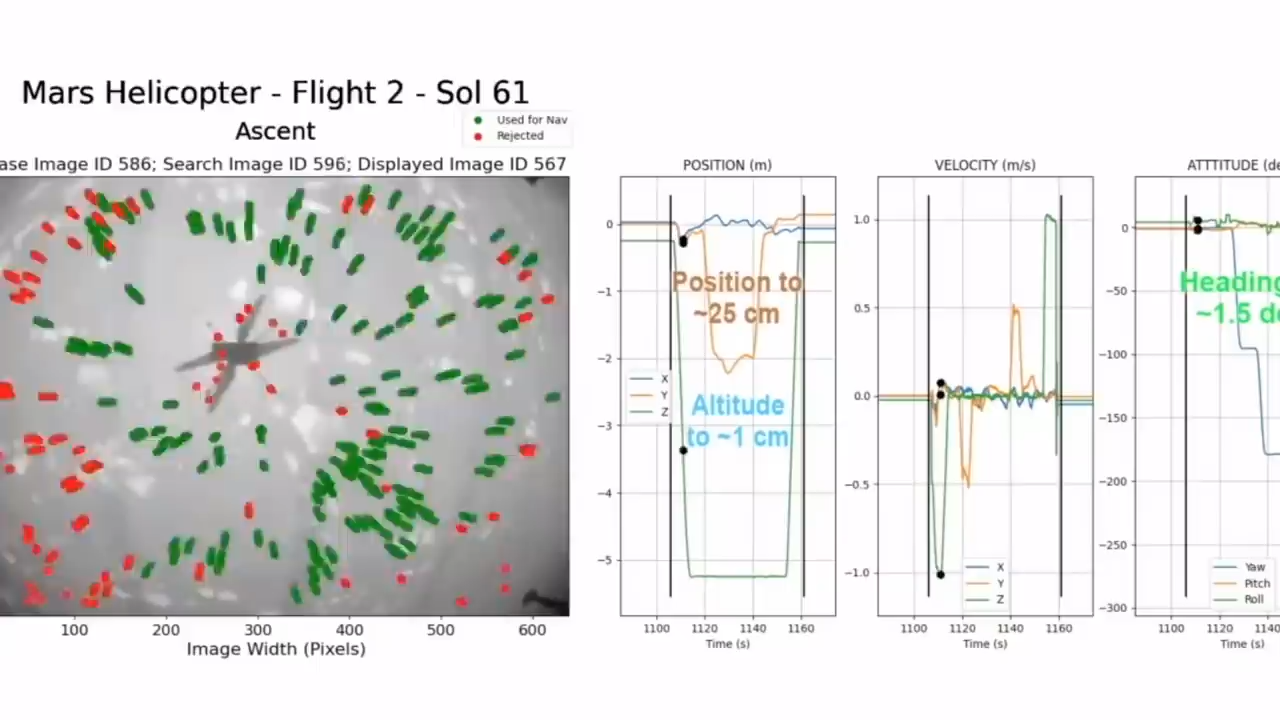 Mars Helicopter - Flight 2 - Sol 61
Ascent
Used for Nav
Rejected
ase Image ID 586; Search Image ID 596; Displayed Image ID 567
100 200 300 400 500 600
Image Width (Pixels)
POSITION (m)
0
−1
−2
−3
−4
−5
X
Y
Z
Position to
~25 cm
Altitude
to ~1 cm
1100 1120 1140 1160
Time (s)
VELOCITY (m/s)
1.0
0.5
0.0
−0.5
−1.0
X
Y
Z
1100 1120 1140 1160
Time (s)
ATTTITUDE (de
0
−50
−100
−150
−200
−250
−300
Heading
~1.5 de
Yaw
Pitch
Roll
1100 1120 1140
Time (s)